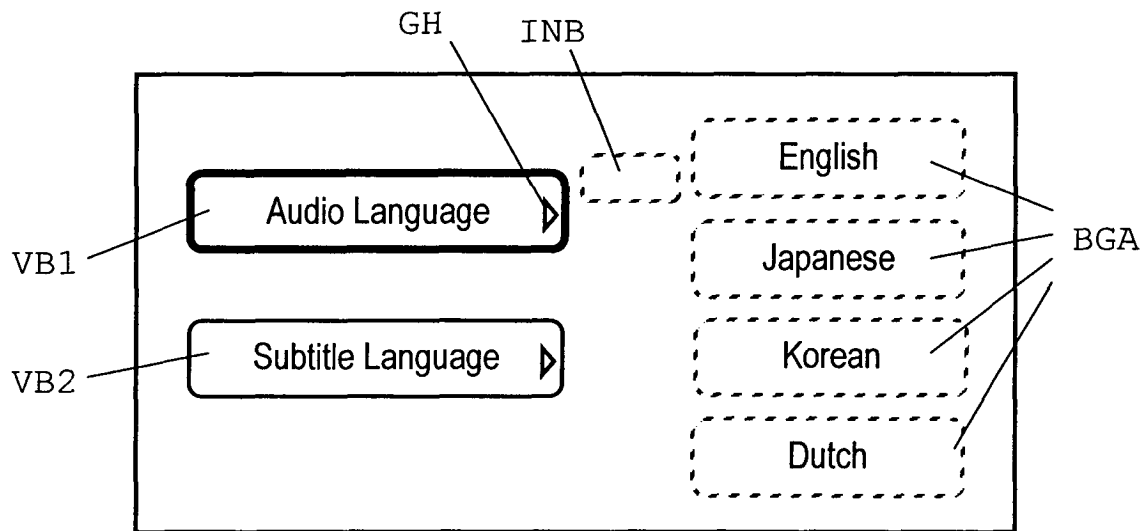 GH
INB
English
Audio Language
VB1
Japanese
BGA
Subtitle Language
Korean
VB2
Dutch